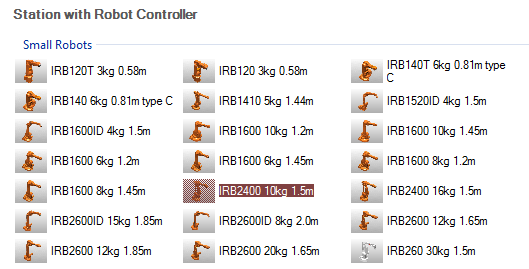 Station with Robot Controller
Small Robots
IRB120T 3kg 0.58m
IRB120 3kg 0.58m
IRB140T 6kg 0.81m type
C
IRB140 6kg 0.81m type C
IRB1410 5kg 1.44m
IRB1520ID 4kg 1.5m
IRB1600ID 4kg 1.5m
IRB1600 10kg 1.2m
IRB1600 10kg 1.45m
IRB1600 6kg 1.2m
IRB1600 6kg 1.45m
IRB1600 8kg 1.2m
IRB1600 8kg 1.45m
IRB2400 10kg 1.5m
IRB2400 16kg 1.5m
IRB2600ID 15kg 1.85m
IRB2600ID 8kg 2.0m
IRB2600 12kg 1.65m
IRB2600 12kg 1.85m
IRB2600 20kg 1.65m
IRB260 30kg 1.5m